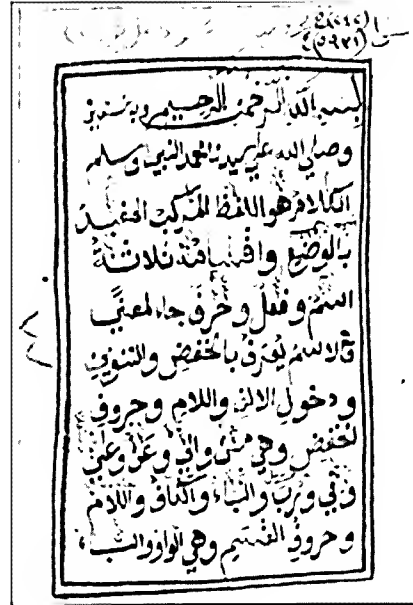 بسم الله الرحمن الرحيم وبه نستعين
وصلى الله على سيدنا محمد النبي وسلم
الكلام هو اللفظ المركب المفيد
بالوضع واقسامه ثلاثة
اسم وفعل وحرف جاء لمعنى
فالاسم يعرف بالخفض والتنوين
ودخول الالف واللام وحروف
الخفض وهي من والى وعن وعلى
وفي ورب والباء والكاف واللام
وحروف القسم وهي الواو والباء